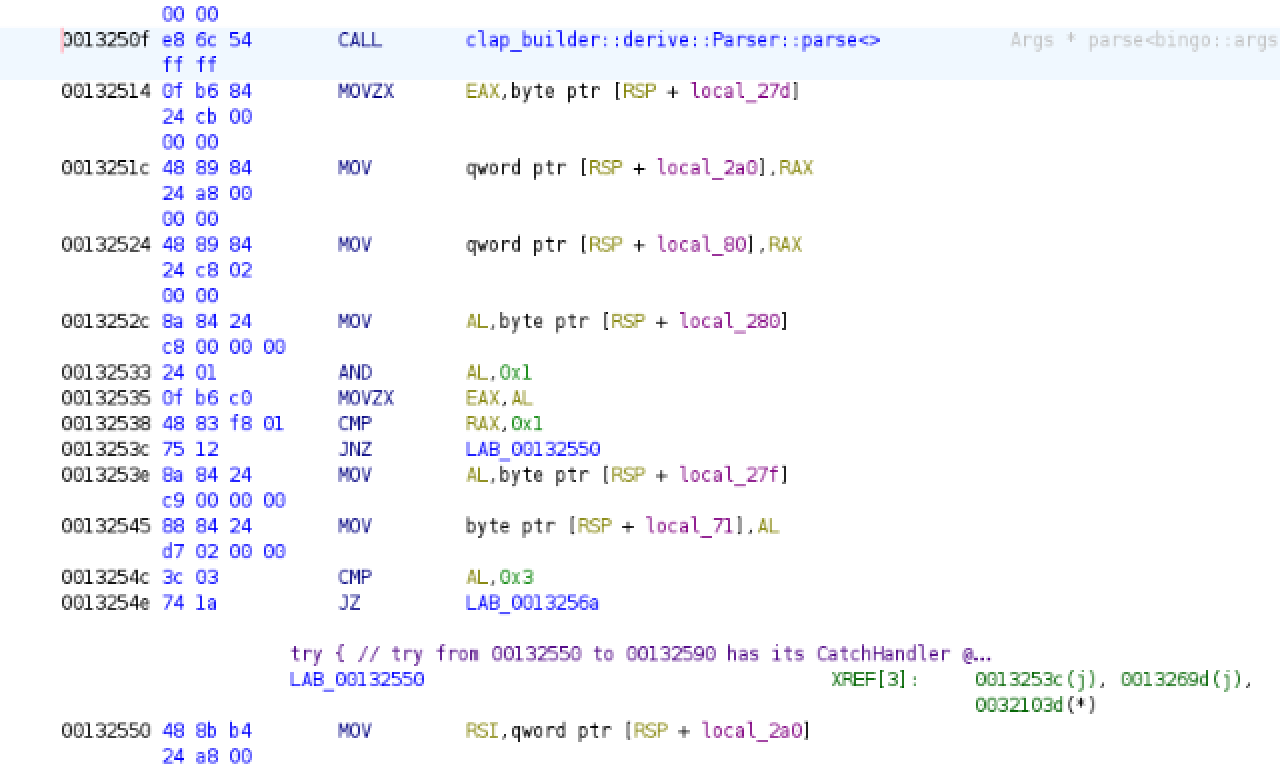 00 00
0013250f e8 6c 54 CALL clap_builder::derive::Parser::parse<> Args * parse<bingo::args
ff ff
00132514 0f b6 84 MOVZX EAX,byte ptr [RSP + local_27d]
24 cb 00
00 00
0013251c 48 89 84 MOV qword ptr [RSP + local_2a0],RAX
24 a8 00
00 00
00132524 48 89 84 MOV qword ptr [RSP + local_80],RAX
24 c8 02
00 00
0013252c 8a 84 24 MOV AL,byte ptr [RSP + local_280]
c8 00 00 00
00132533 24 01 AND AL,0x1
00132535 0f b6 c0 MOVZX EAX,AL
00132538 48 83 f8 01 CMP RAX,0x1
0013253c 75 12 JNZ LAB_00132550
0013253e 8a 84 24 MOV AL,byte ptr [RSP + local_27f]
c9 00 00 00
00132545 88 84 24 MOV byte ptr [RSP + local_71],AL
d7 02 00 00
0013254c 3c 03 CMP AL,0x3
0013254e 74 1a JZ LAB_0013256a
try { // try from 00132550 to 00132590 has its CatchHandler @...
LAB_00132550 XREF[3]: 0013253c(j), 0013269d(j),
0032103d(*)
00132550 48 8b b4 MOV RSI,qword ptr [RSP + local_2a0]
24 a8 00